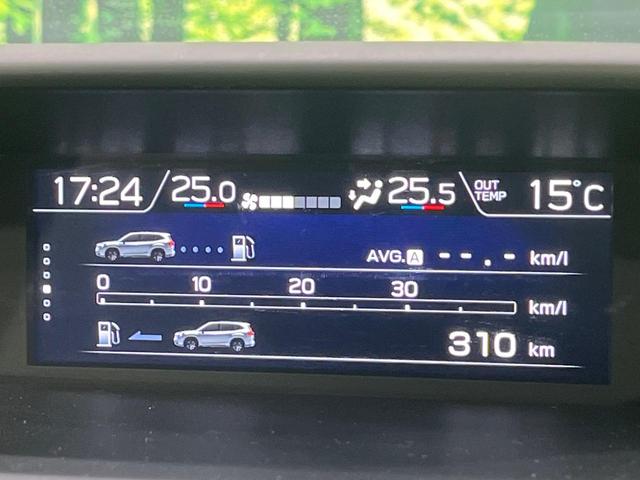 17:24 25.0 25.5 OUT TEMP 15°C
AVG. A --.- km/l
0 10 20 30
km/l
310 km